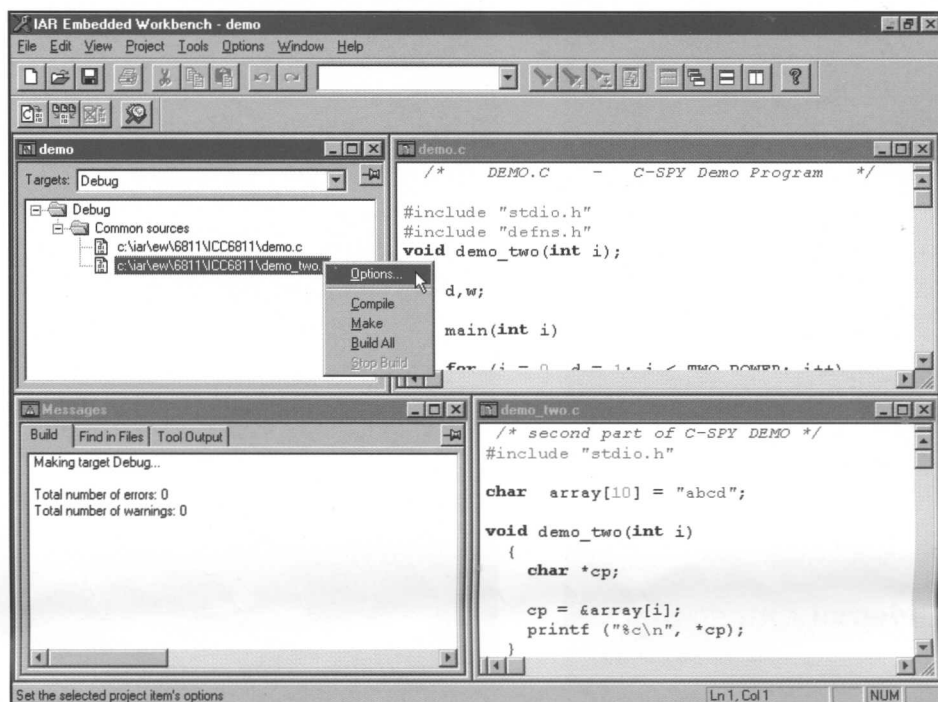 IAR Embedded Workbench - demo
File Edit View Project Tools Options Window Help
demo
Targets: Debug
Debug
Common sources
c:\iar\ew\6811\ICC6811\demo.c
c:\iar\ew\6811\ICC6811\demo_two.
Options...
Compile
Make
Build All
Stop Build
demo.c
/* DEMO.C - C-SPY Demo Program */
#include "stdio.h"
#include "defns.h"
void demo_two(int i);
d,w;
main(int i)
for (i = 0, d = 1; i < TWO_POWER; i++)
Messages
Build Find in Files Tool Output
Making target Debug...
Total number of errors: 0
Total number of warnings: 0
demo_two.c
/* second part of C-SPY DEMO */
#include "stdio.h"
char array[10] = "abcd";
void demo_two(int i)
{
char *cp;
cp = &array[i];
printf ("%c\n", *cp);
}
Set the selected project item's options
Ln 1, Col 1
NUM